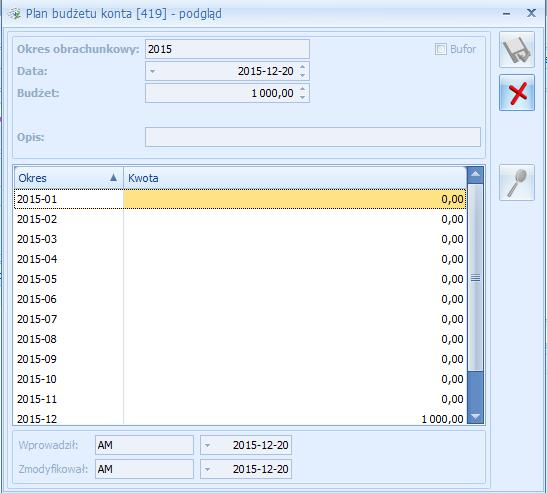 Plan budżetu konta [419] - podgląd
Okres obrachunkowy: 2015 Bufor
Data: 2015-12-20
Budżet: 1 000,00
Opis:
Okres Kwota
2015-01 0,00
2015-02 0,00
2015-03 0,00
2015-04 0,00
2015-05 0,00
2015-06 0,00
2015-07 0,00
2015-08 0,00
2015-09 0,00
2015-10 0,00
2015-11 0,00
2015-12 1 000,00
Wprowadził: AM 2015-12-20
Zmodyfikował: AM 2015-12-20